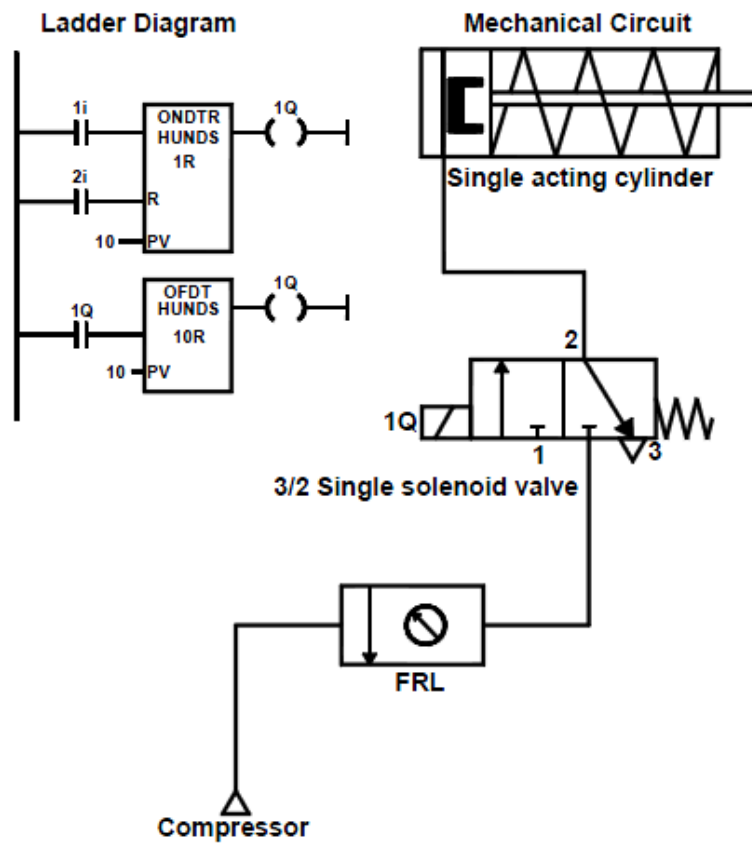 Ladder Diagram
1i
ONDTR
HUNDS
1R
1Q
2i
R
10
PV
1Q
OFDT
HUNDS
10R
1Q
10
PV
Mechanical Circuit
Single acting cylinder
2
1Q
1
3
3/2 Single solenoid valve
FRL
Compressor